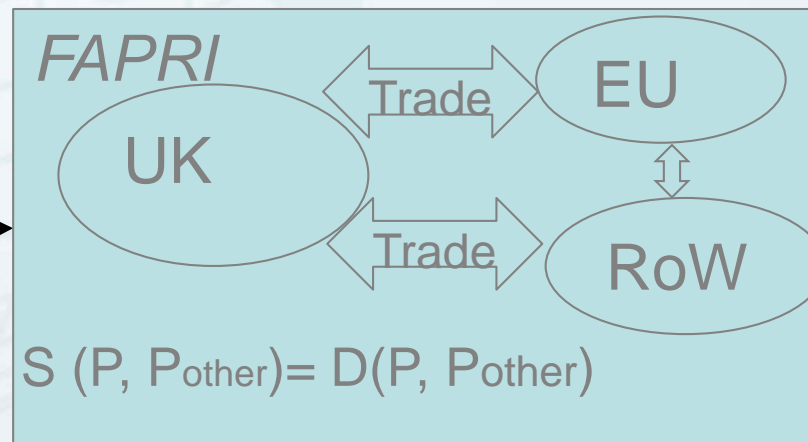 FAPRI
Trade
EU
UK
Trade
RoW
S (P, Pother)= D(P, Pother)